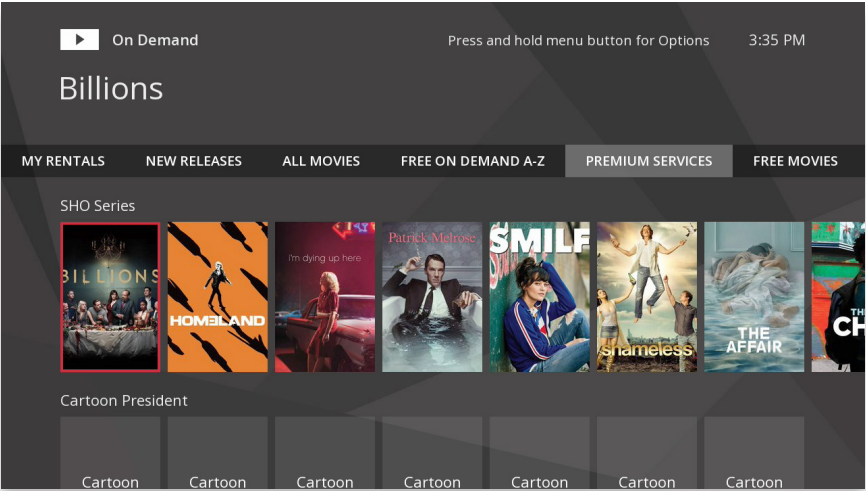 On Demand
Press and hold menu button for Options
3:35 PM
Billions
MY RENTALS
NEW RELEASES
ALL MOVIES
FREE ON DEMAND A-Z
PREMIUM SERVICES
FREE MOVIES
SHO Series
BILLIONS
HOMELAND
I'm dying up here
Patrick Melrose
SMILF
shameless
THE
AFFAIR
TH
CH
Cartoon President
Cartoon
Cartoon
Cartoon
Cartoon
Cartoon
Cartoon
Cartoon